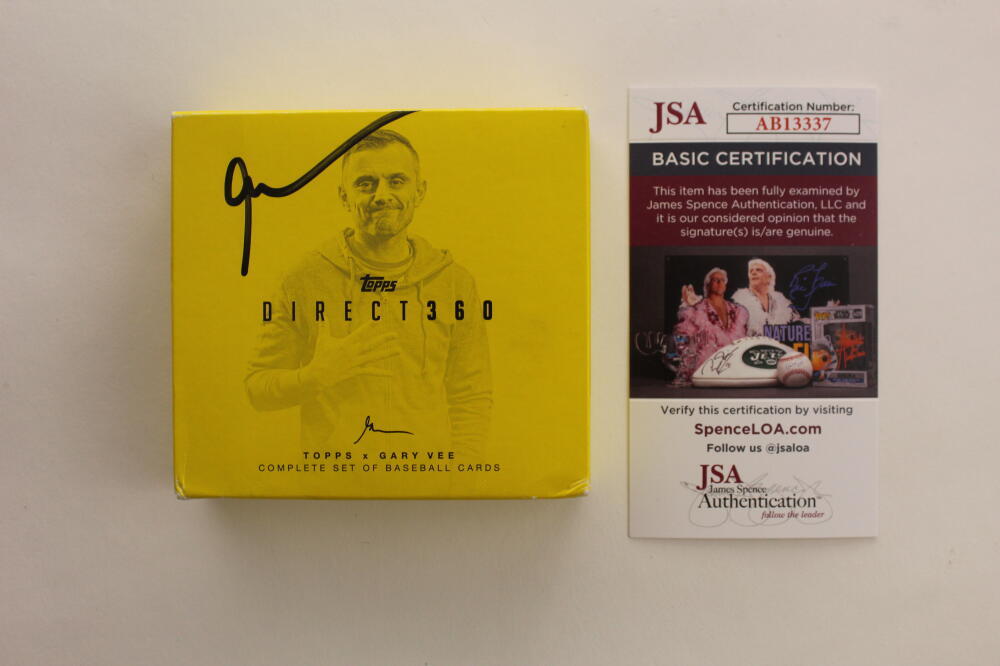 Topps
DIRECT360
TOPPS x GARY VEE
COMPLETE SET OF BASEBALL CARDS
JSA
Certification Number:
AB13337
BASIC CERTIFICATION
This item has been fully examined by
James Spence Authentication, LLC and
it is our considered opinion that the
signature(s) is/are genuine.
NATURE
JETS
Verify this certification by visiting
SpenceLOA.com
Follow us @jsaloa
JSA
James Spence
Authentication
follow the leader